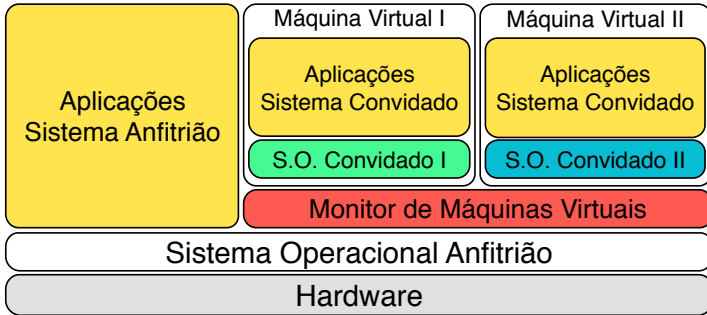 Máquina Virtual I
Máquina Virtual II
Aplicações
Sistema Anfitrião
Aplicações
Sistema Convidado
Aplicações
Sistema Convidado
S.O. Convidado I
S.O. Convidado II
Monitor de Máquinas Virtuais
Sistema Operacional Anfitrião
Hardware